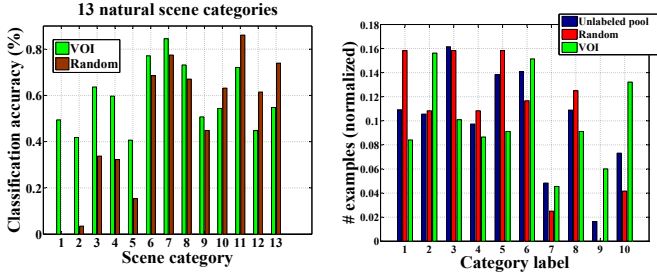 13 natural scene categories
Classification accuracy (%)
0.8
0.6
0.4
0.2
0
VOI
Random
1 2 3 4 5 6 7 8 9 10 11 12 13
Scene category
# examples (normalized)
0.18
0.16
0.14
0.12
0.1
0.08
0.06
0.04
0.02
0
Unlabeled pool
Random
VOI
1 2 3 4 5 6 7 8 9 10
Category label